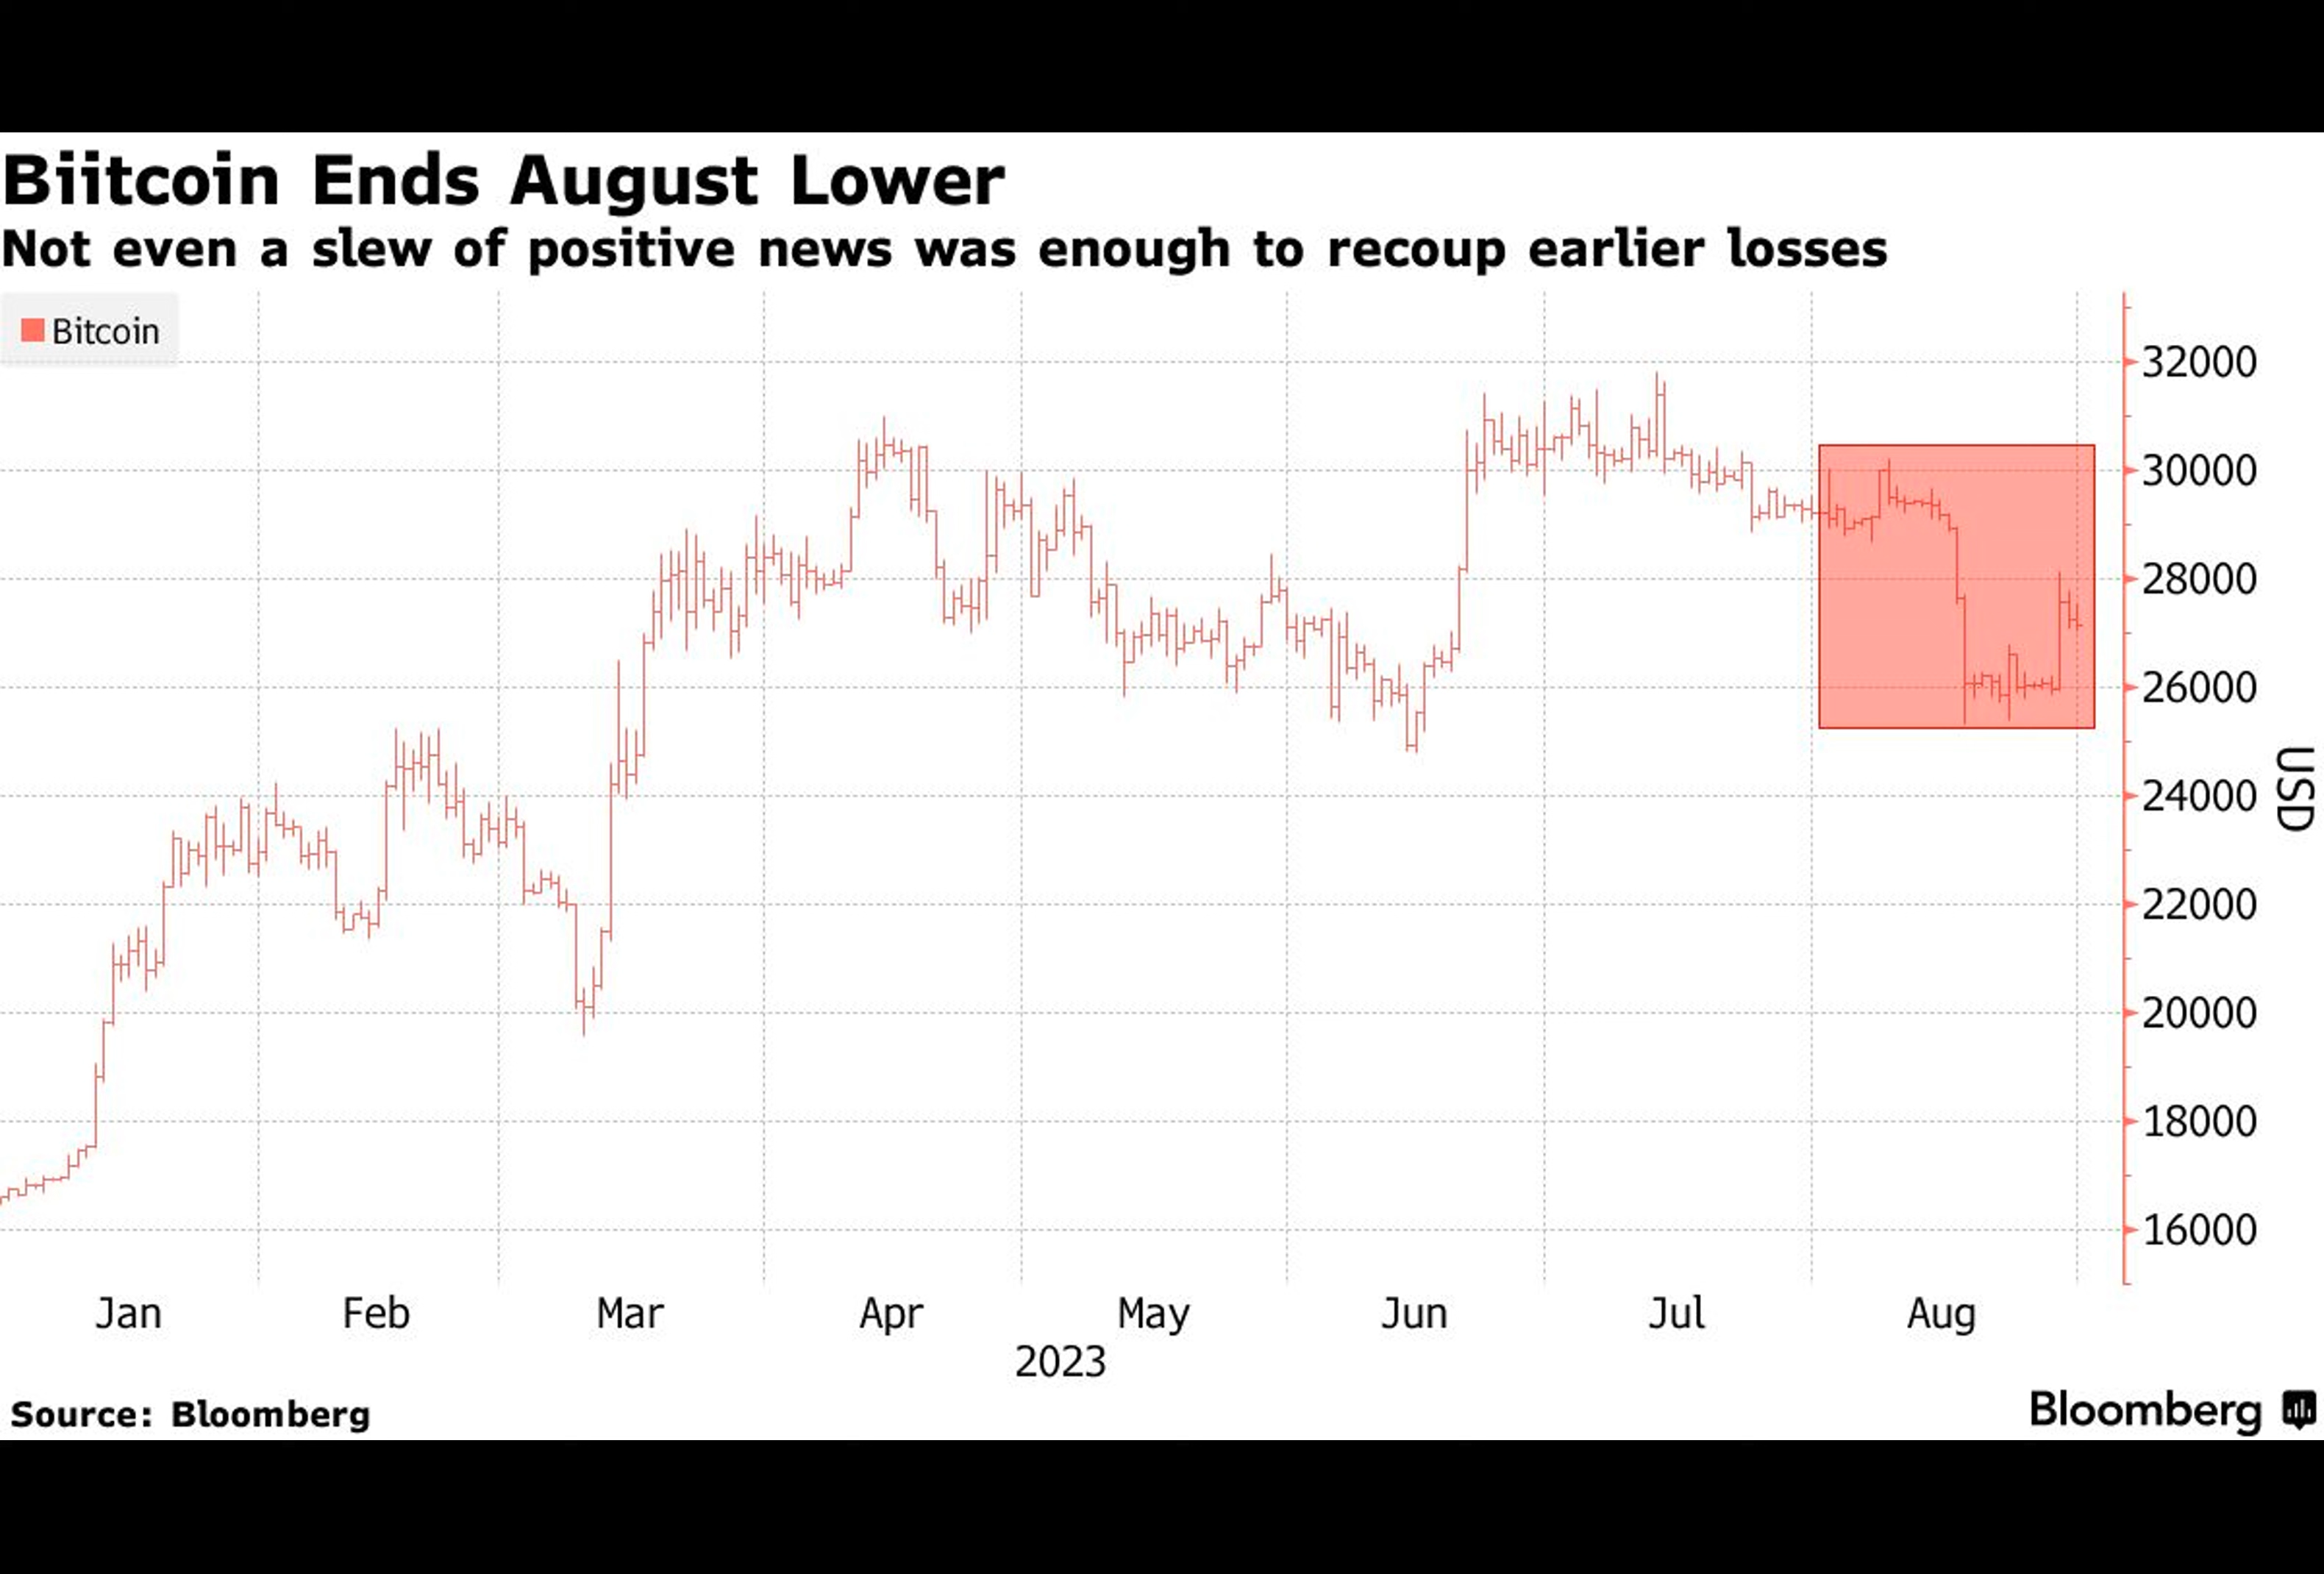 Biitcoin Ends August Lower
Not even a slew of positive news was enough to recoup earlier losses
Bitcoin
32000
30000
28000
26000
24000
22000
20000
18000
16000
USD
Jan Feb Mar Apr May Jun Jul Aug
2023
Source: Bloomberg
Bloomberg